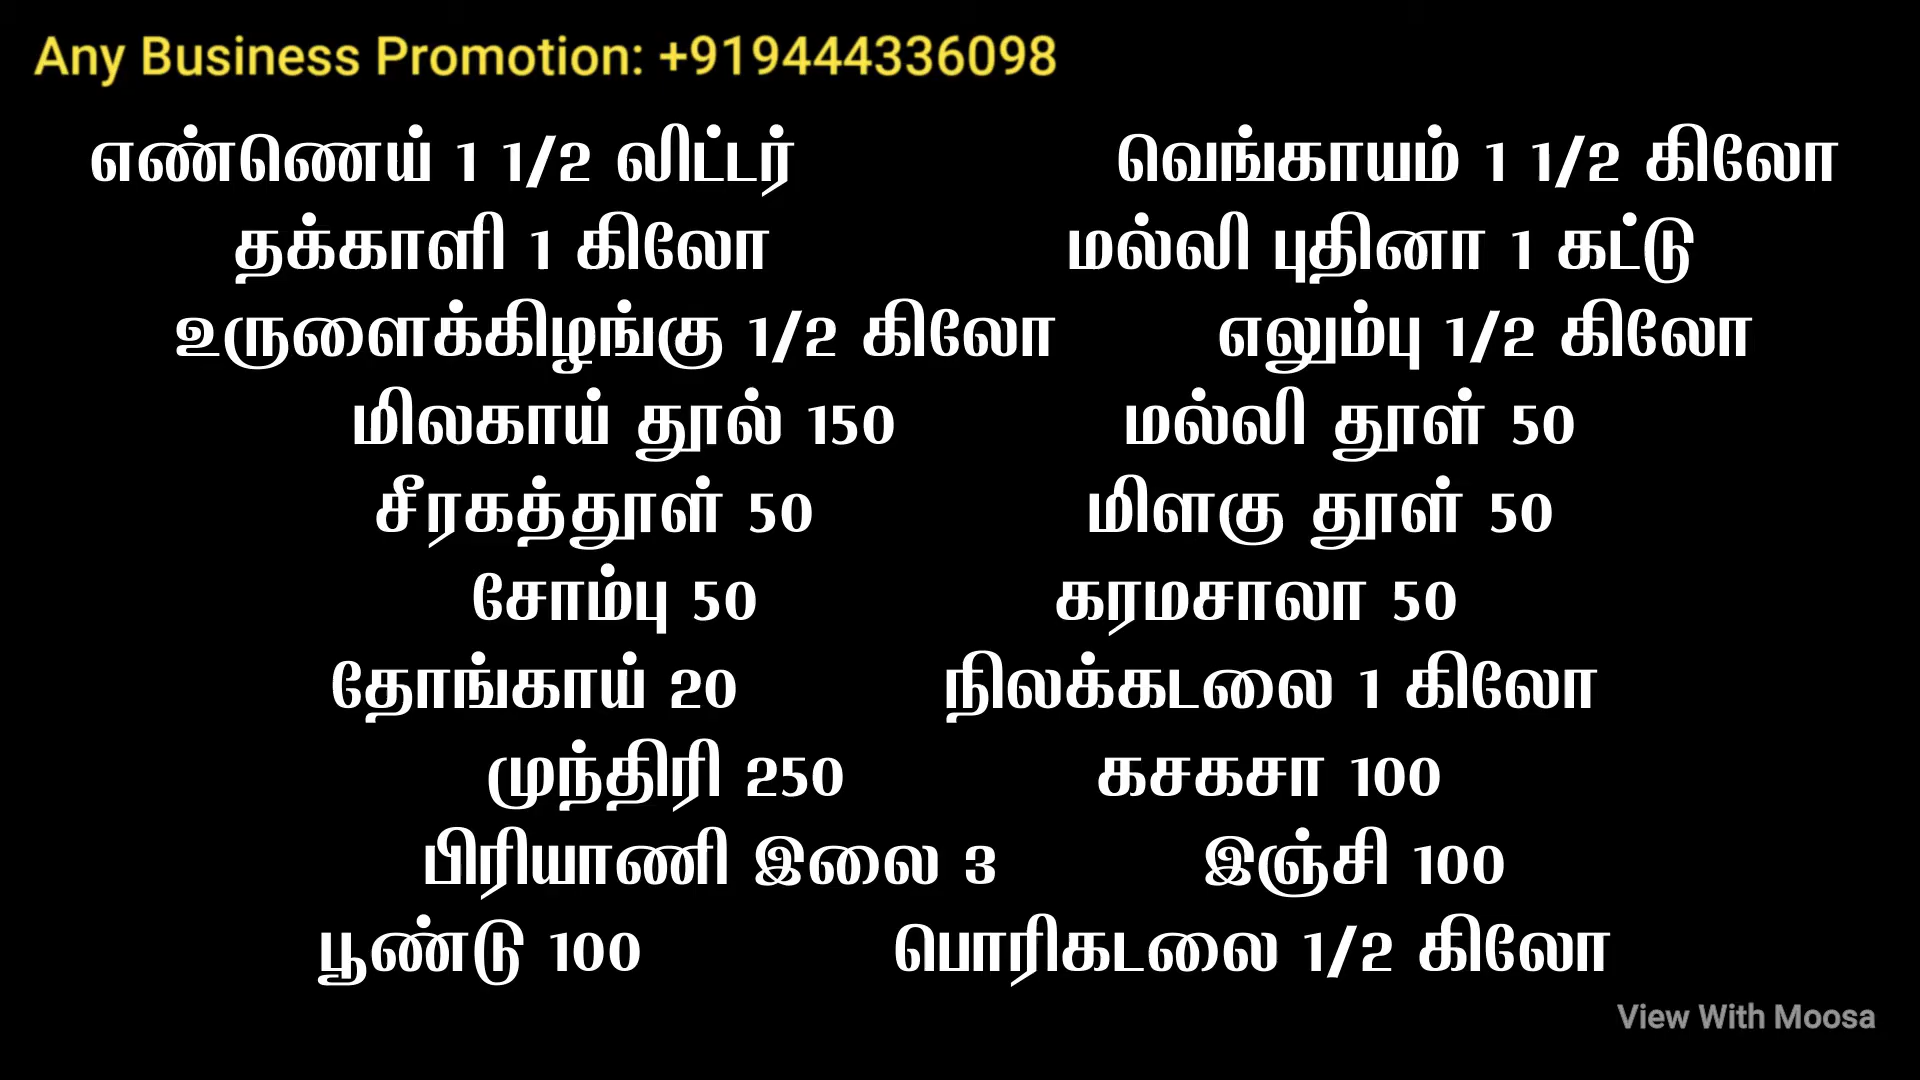 Any Business Promotion: +919444336098
எண்ணெய் 1 1/2 லிட்டர் வெங்காயம் 1 1/2 கிலோ
தக்காளி 1 கிலோ மல்லி புதினா 1 கட்டு
உருளைக்கிழங்கு 1/2 கிலோ எலும்பு 1/2 கிலோ
மிலகாய் தூல் 150 மல்லி தூள் 50
சீரகத்தூள் 50 மிளகு தூள் 50
சோம்பு 50 கரமசாலா 50
தோங்காய் 20 நிலக்கடலை 1 கிலோ
முந்திரி 250 கசகசா 100
பிரியாணி இலை 3 இஞ்சி 100
பூண்டு 100 பொரிகடலை 1/2 கிலோ
View With Moosa